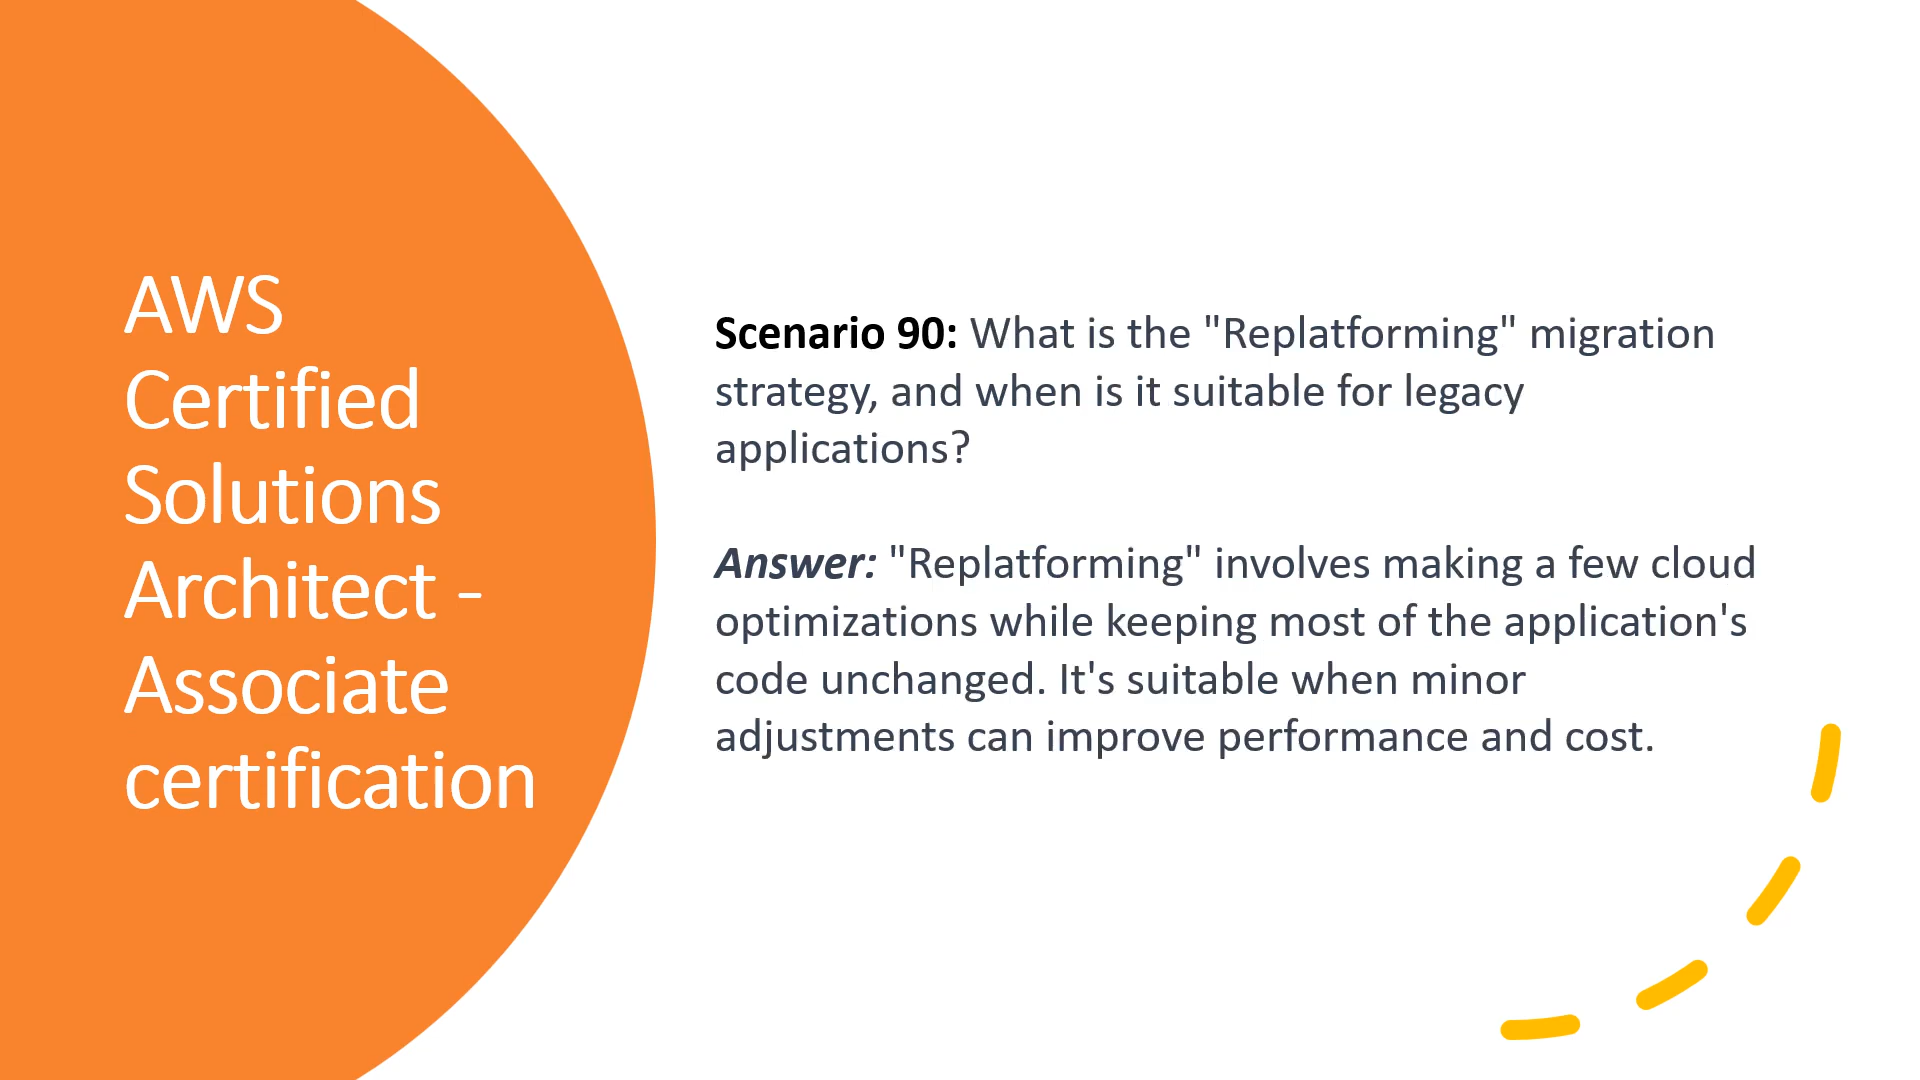 AWS
Certified
Solutions
Architect -
Associate
certification
Scenario 90: What is the "Replatforming" migration
strategy, and when is it suitable for legacy
applications?
Answer: "Replatforming" involves making a few cloud
optimizations while keeping most of the application's
code unchanged. It's suitable when minor
adjustments can improve performance and cost.